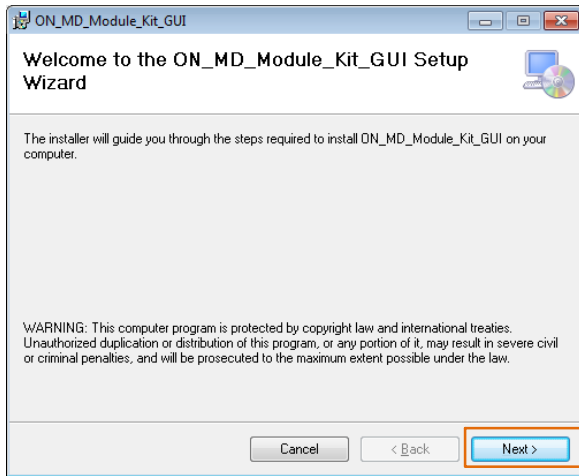 ON_MD_Module_Kit_GUI
Welcome to the ON_MD_Module_Kit_GUI Setup
Wizard
The installer will guide you through the steps required to install ON_MD_Module_Kit_GUI on your
computer.
WARNING: This computer program is protected by copyright law and international treaties.
Unauthorized duplication or distribution of this program, or any portion of it, may result in severe civil
or criminal penalties, and will be prosecuted to the maximum extent possible under the law.
Cancel < Back Next >